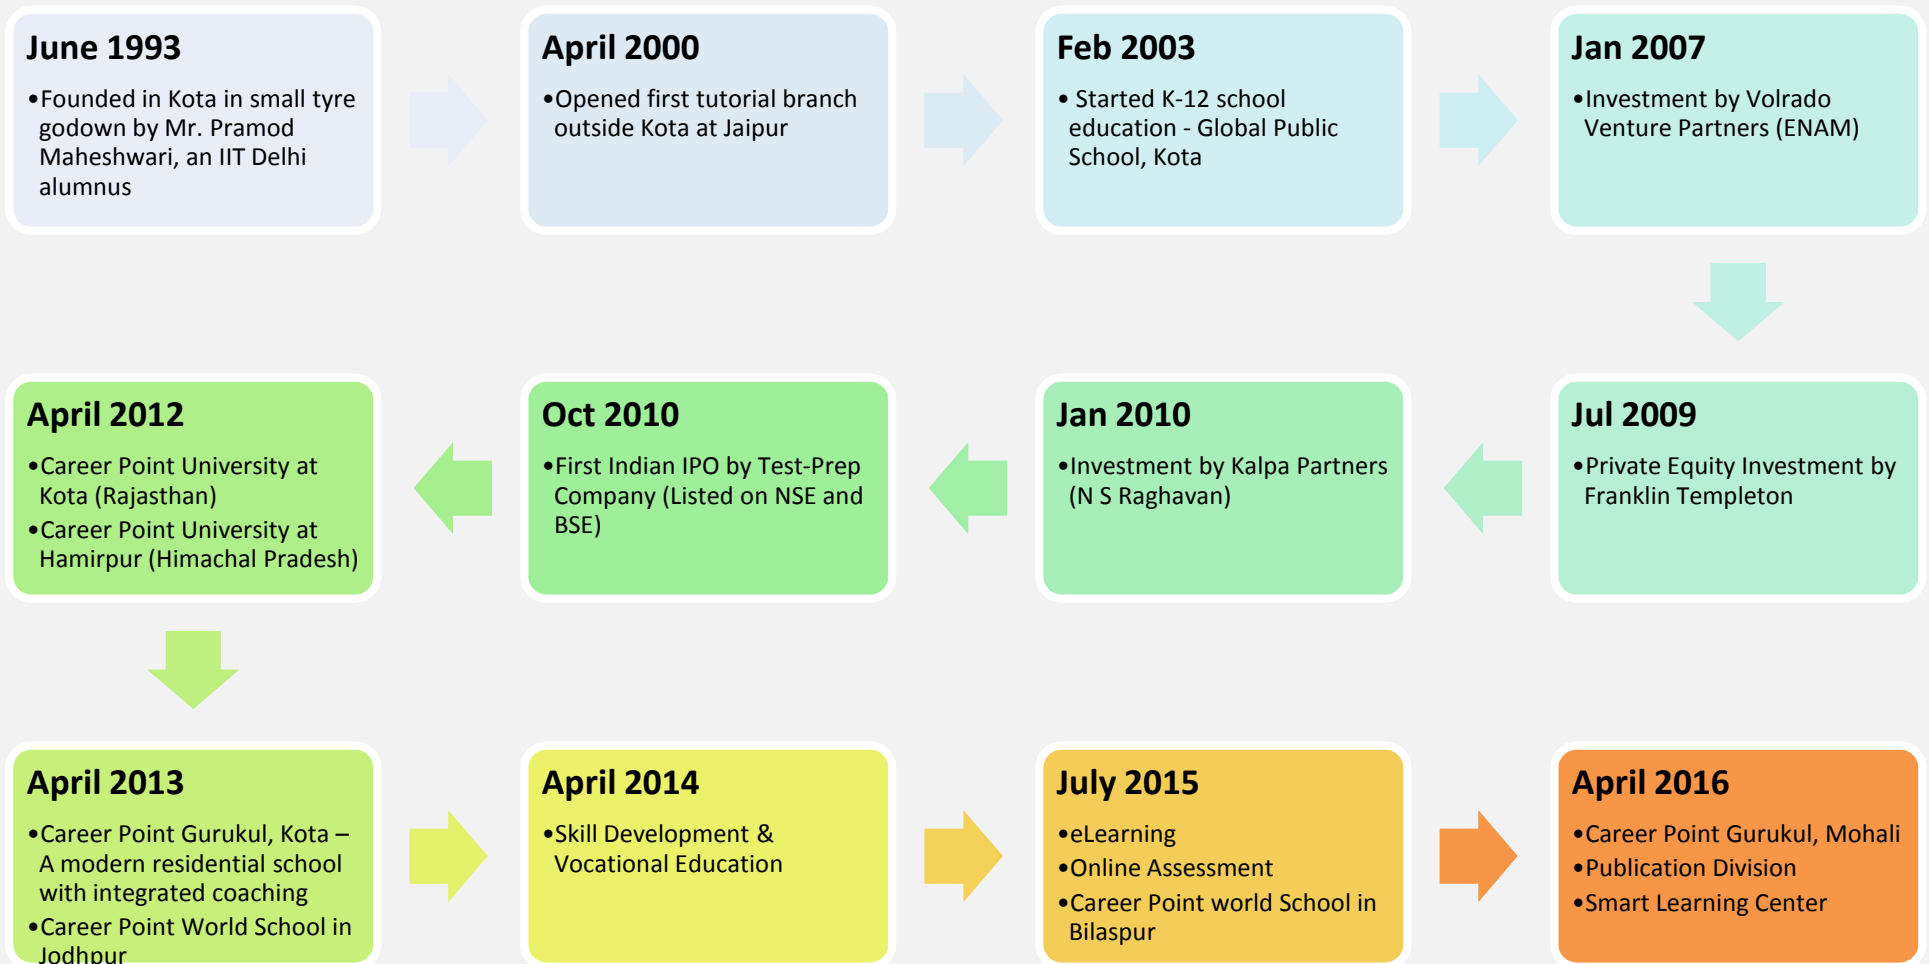 June 1993
•Founded in Kota in small tyre
godown by Mr. Pramod
Maheshwari, an IIT Delhi
alumnus
April 2000
•Opened first tutorial branch
outside Kota at Jaipur
Feb 2003
• Started K-12 school
education - Global Public
School, Kota
Jan 2007
•Investment by Volrado
Venture Partners (ENAM)
Jul 2009
•Private Equity Investment by
Franklin Templeton
Jan 2010
•Investment by Kalpa Partners
(N S Raghavan)
Oct 2010
•First Indian IPO by Test-Prep
Company (Listed on NSE and
BSE)
April 2012
•Career Point University at
Kota (Rajasthan)
•Career Point University at
Hamirpur (Himachal Pradesh)
April 2013
•Career Point Gurukul, Kota –
A modern residential school
with integrated coaching
•Career Point World School in
Jodhpur
April 2014
•Skill Development &
Vocational Education
July 2015
•eLearning
•Online Assessment
•Career Point world School in
Bilaspur
April 2016
•Career Point Gurukul, Mohali
•Publication Division
•Smart Learning Center